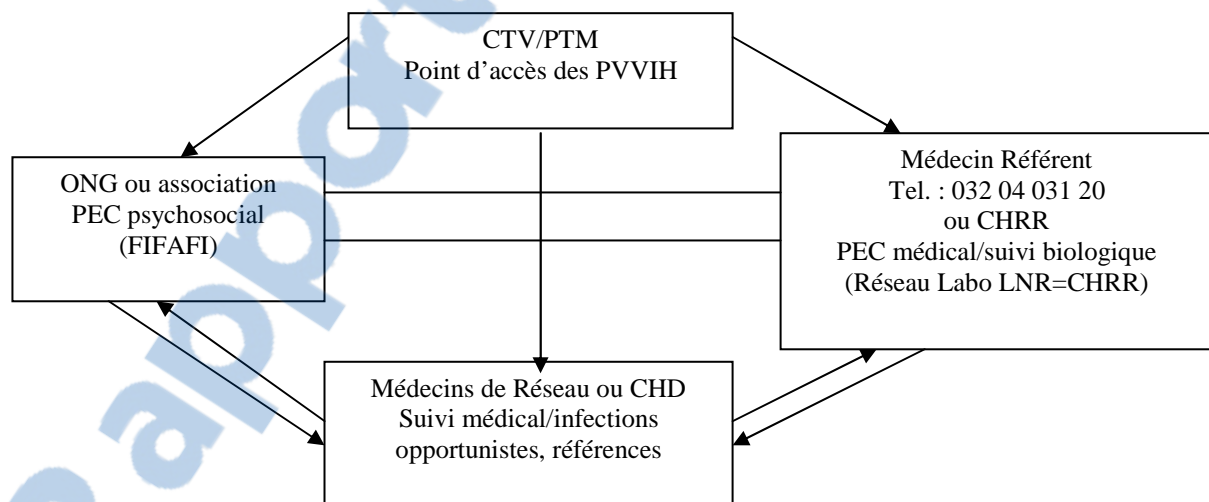 CTV/PTM
Point d'accès des PVVIH
ONG ou association
PEC psychosocial
(FIFAFI)
Médecin Référent
Tel. : 032 04 031 20
ou CHRR
PEC médical/suivi biologique
(Réseau Labo LNR=CHRR)
Médecins de Réseau ou CHD
Suivi médical/infections
opportunistes, références